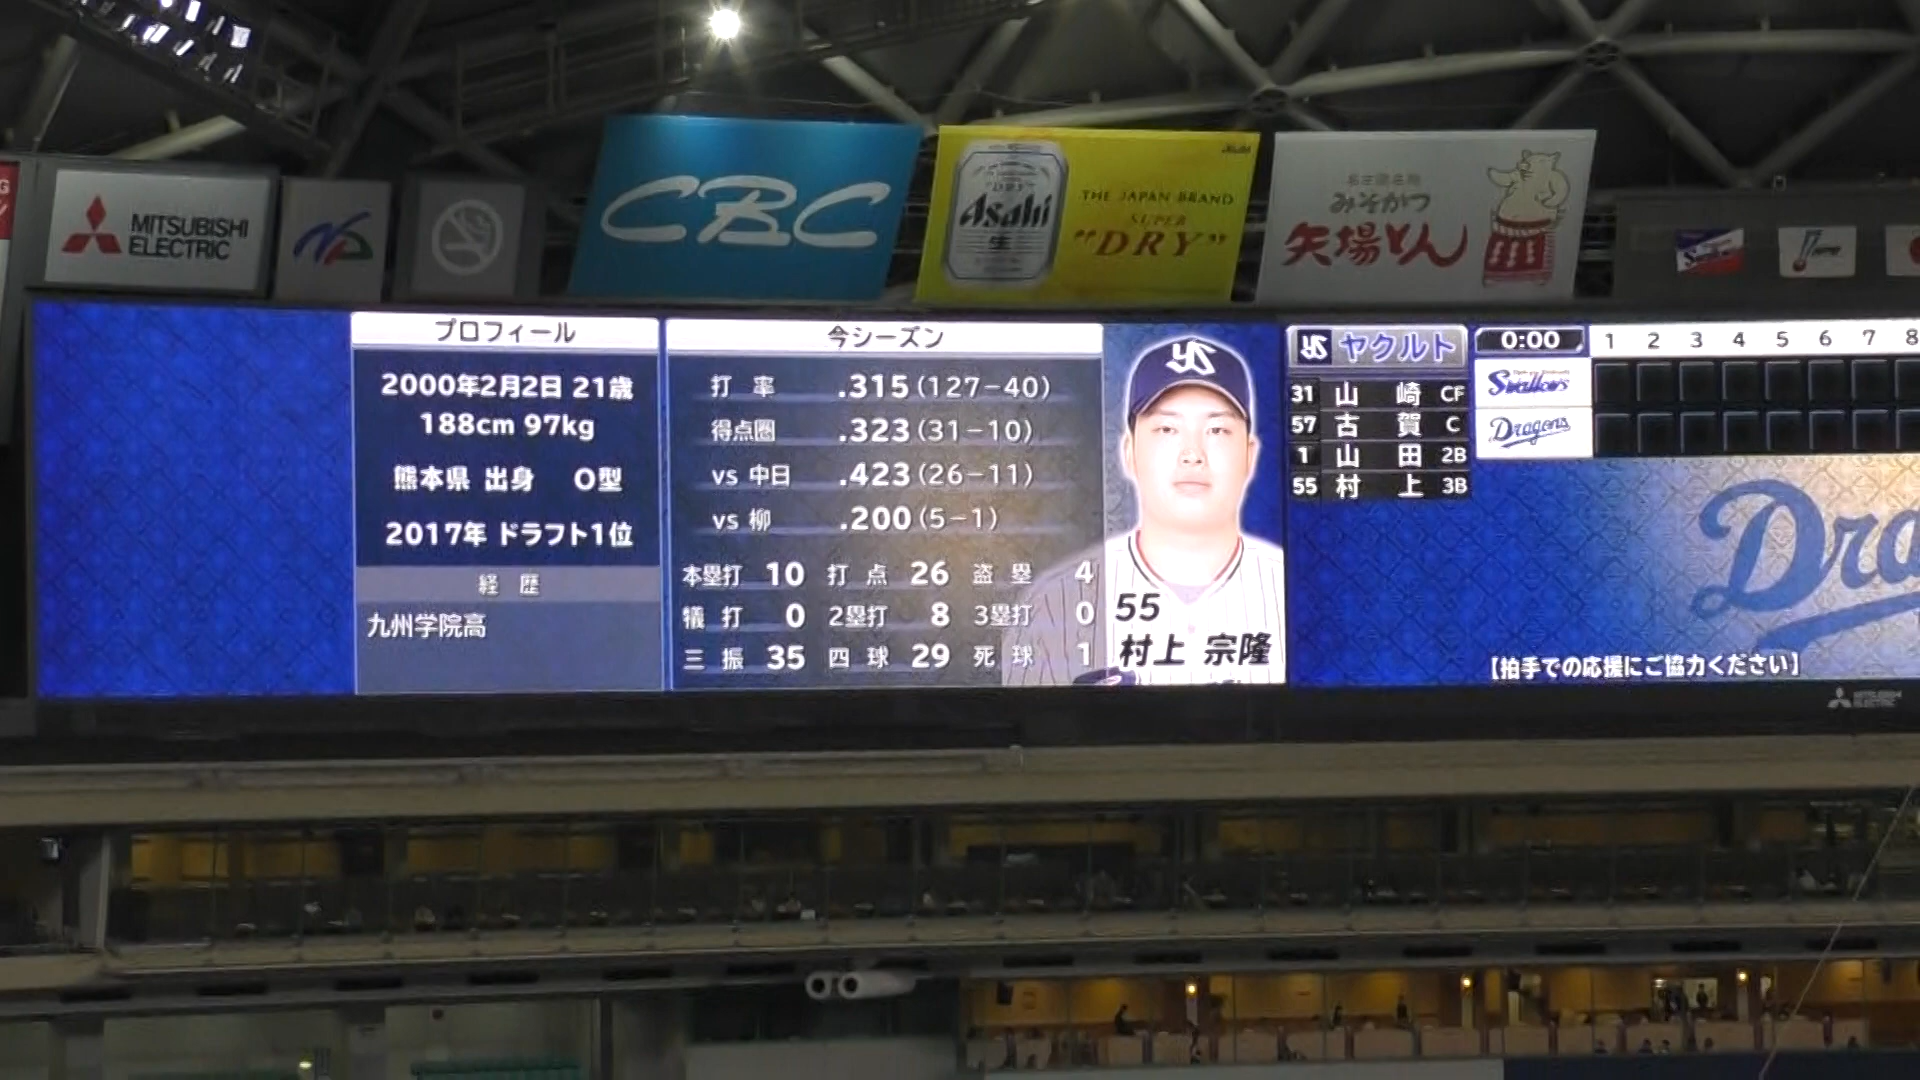 MITSUBISHI
ELECTRIC
CBC
Asahi
生
Asahi
THE JAPAN BRAND
SUPER
"DRY"
みそかつ
矢場とん
プロフィール
2000年2月2日 21歳
188cm 97kg
熊本県 出身 O型
2017年 ドラフト1位
経 歴
九州学院高
今シーズン
打 率 .315(127-40)
得点圏 .323(31-10)
vs 中日 .423(26-11)
vs 柳 .200(5-1)
本塁打 10 打 点 26 盗 塁 4
犠 打 0 2塁打 8 3塁打 0
三 振 35 四 球 29 死 球 1
55
村上 宗隆
YS ヤクルト
31 山 崎 CF
57 古 賀 C
1 山 田 2B
55 村 上 3B
0:00 1 2 3 4 5 6 7 8
Swallows
Dragons
Dra
【拍手での応援にご協力ください】
MITSUBISHI
ELECTRIC